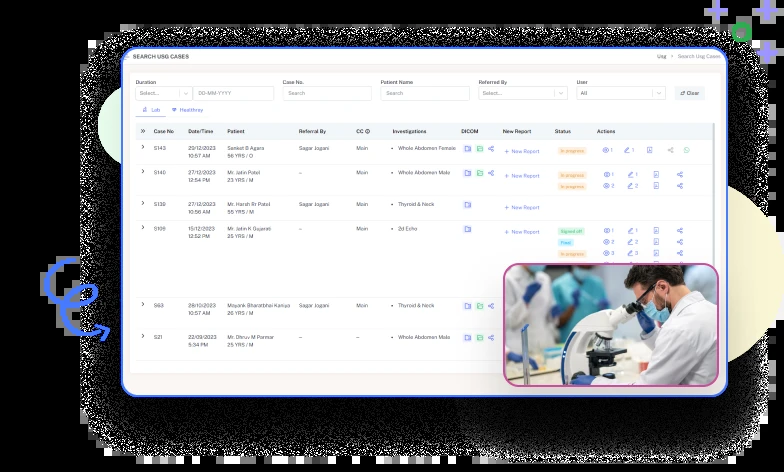 SEARCH USG CASES
Usg > Search Usg Cases
Duration Case No. Patient Name Referred By User
Select... DD-MM-YYYY Search Search Select... All Clear
Lab Healthray
Case No Date/Time Patient Referral By CC Investigations DICOM New Report Status Actions
S143 29/12/2023 Sanket B Agara Sagar Jogani Main • Whole Abdomen Female + New Report In progress 1 1
10:57 AM 56 YRS / O
S140 27/12/2023 Mr. Jatin Patel – Main • Whole Abdomen Male + New Report In progress 1 1
12:54 PM 23 YRS / M In progress 2 2
27/12/2023 Mr. Harsh Rr Patel Sagar Jogani Main • Thyroid & Neck + New Report
10:56 AM 55 YRS / M
15/12/2023 Mr. Jatin K Gujarati – Main • 2d Echo + New Report Signed off 1 1
12:52 PM 25 YRS / M Final 2 2
In progress 3 3
S63 28/10/2023 Mayank Bharatbhai Kanjua Sagar Jogani Main • Thyroid & Neck
10:57 AM 26 YRS / M
S21 22/09/2023 Mr. Dhruv M Parmar – – • Whole Abdomen Male
5:34 PM 25 YRS / M